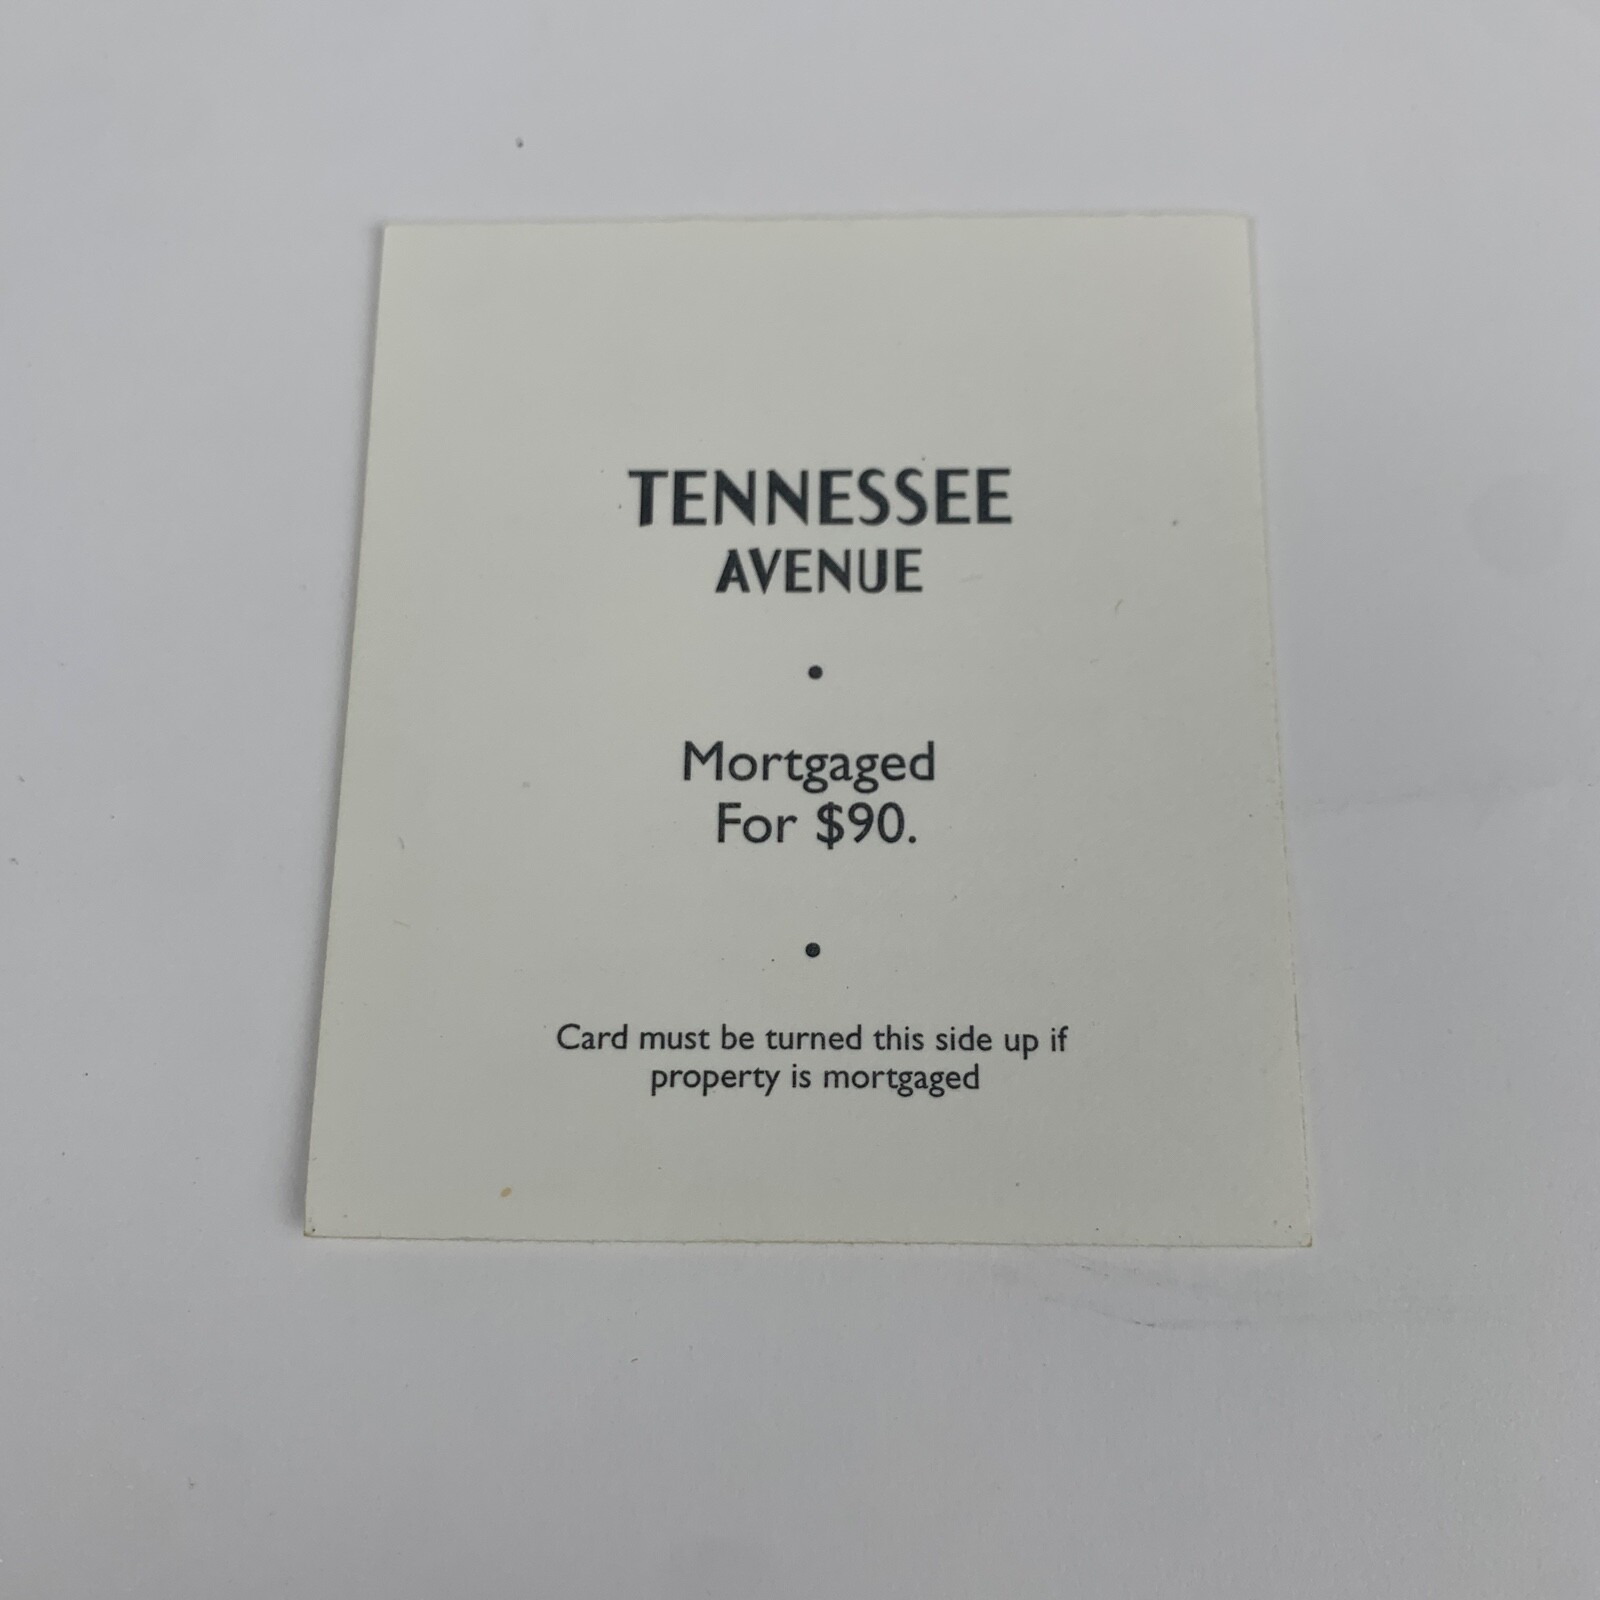 TENNESSEE
AVENUE
•
Mortgaged
For $90.
•
Card must be turned this side up if
property is mortgaged